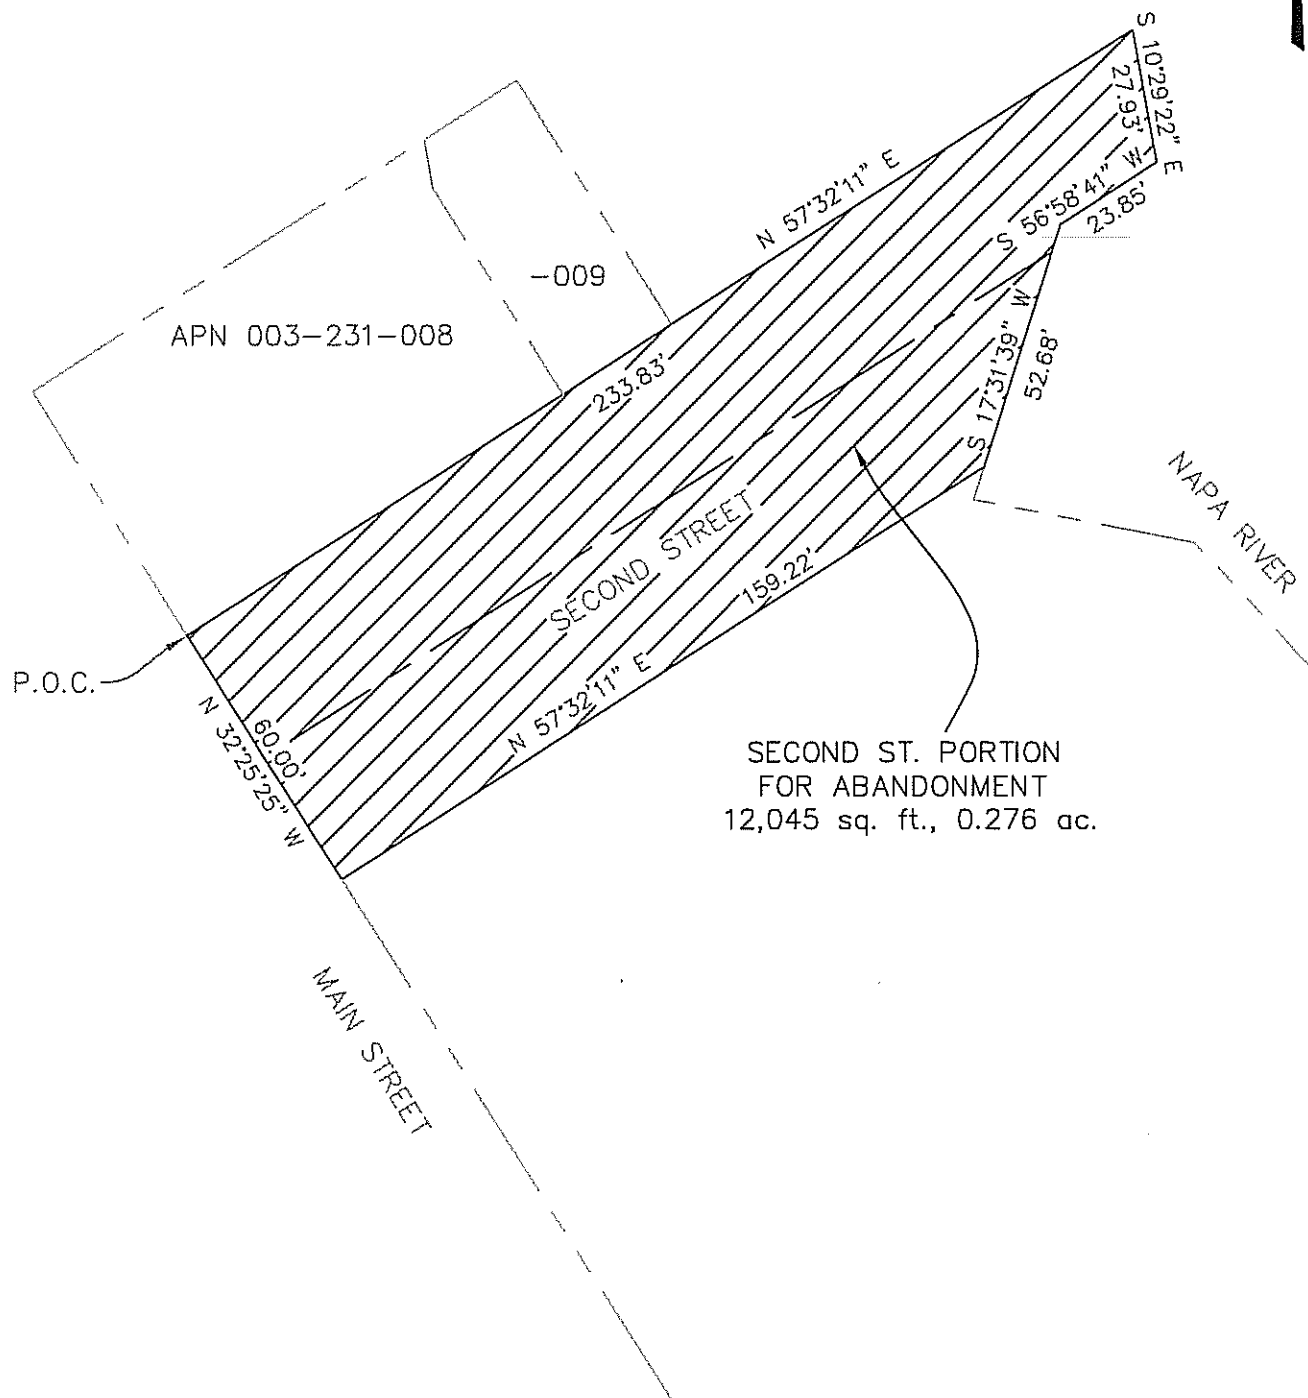 S 10°29'22" E
27.93'
S 56°58'41" W
23.85'
N 57°32'11" E
-009
APN 003-231-008
233.83'
S 17°31'39" W
52.68'
NAPA RIVER
SECOND STREET
159.22'
P.O.C.
N 57°32'11" E
60.00'
N 32°25'25" W
SECOND ST. PORTION
FOR ABANDONMENT
12,045 sq. ft., 0.276 ac.
MAIN STREET